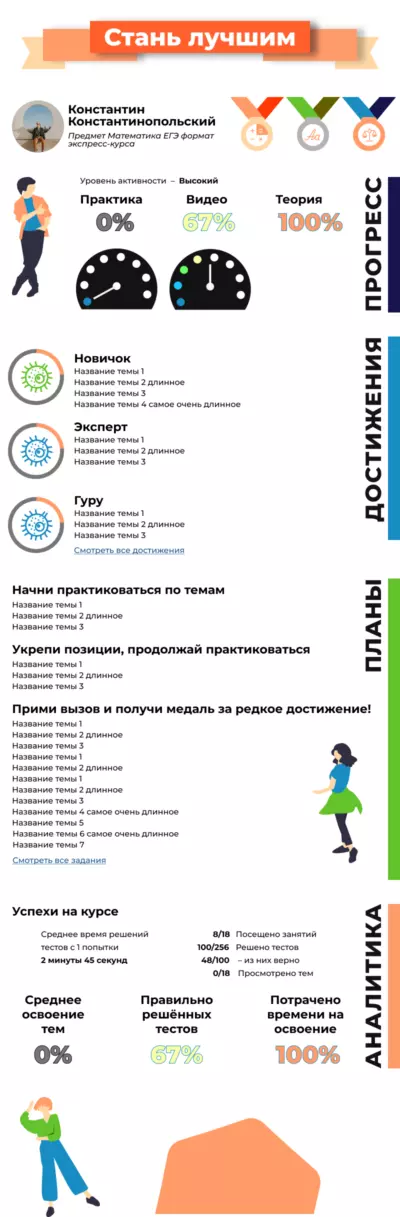 Стань лучшим
Константин
Константинопольский
Предмет Математика ЕГЭ формат
экспресс-курса
Aa
Уровень активности – Высокий
Практика Видео Теория
0% 67% 100%
ПРОГРЕСС
Новичок
Название темы 1
Название темы 2 длинное
Название темы 3
Название темы 4 самое очень длинное
Эксперт
Название темы 1
Название темы 2 длинное
Название темы 3
Гуру
Название темы 1
Название темы 2 длинное
Название темы 3
Смотреть все достижения
ДОСТИЖЕНИЯ
Начни практиковаться по темам
Название темы 1
Название темы 2 длинное
Название темы 3
Укрепи позиции, продолжай практиковаться
Название темы 1
Название темы 2 длинное
Название темы 3
Прими вызов и получи медаль за редкое достижение!
Название темы 1
Название темы 2 длинное
Название темы 3
Название темы 1
Название темы 2 длинное
Название темы 1
Название темы 2 длинное
Название темы 3
Название темы 4 самое очень длинное
Название темы 5
Название темы 6 самое очень длинное
Название темы 7
Смотреть все задания
ПЛАНЫ
Успехи на курсе
Среднее время решений
тестов с 1 попытки
2 минуты 45 секунд
8/18 Посещено занятий
100/256 Решено тестов
48/100 – из них верно
0/18 Просмотрено тем
Среднее
освоение
тем
0%
Правильно
решённых
тестов
67%
Потрачено
времени на
освоение
100%
АНАЛИТИКА